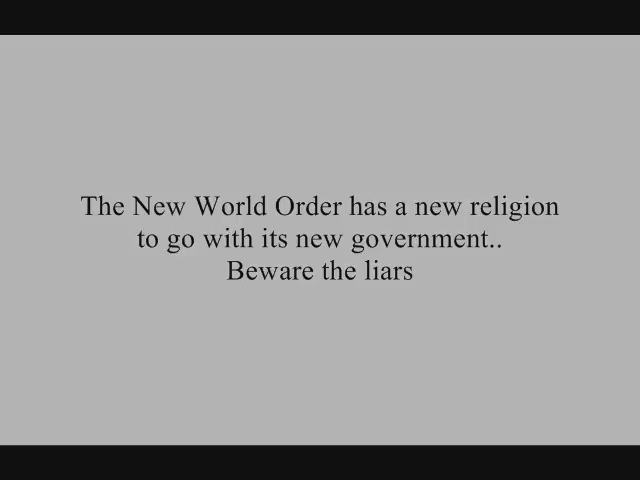 The New World Order has a new religion
to go with its new government..
Beware the liars